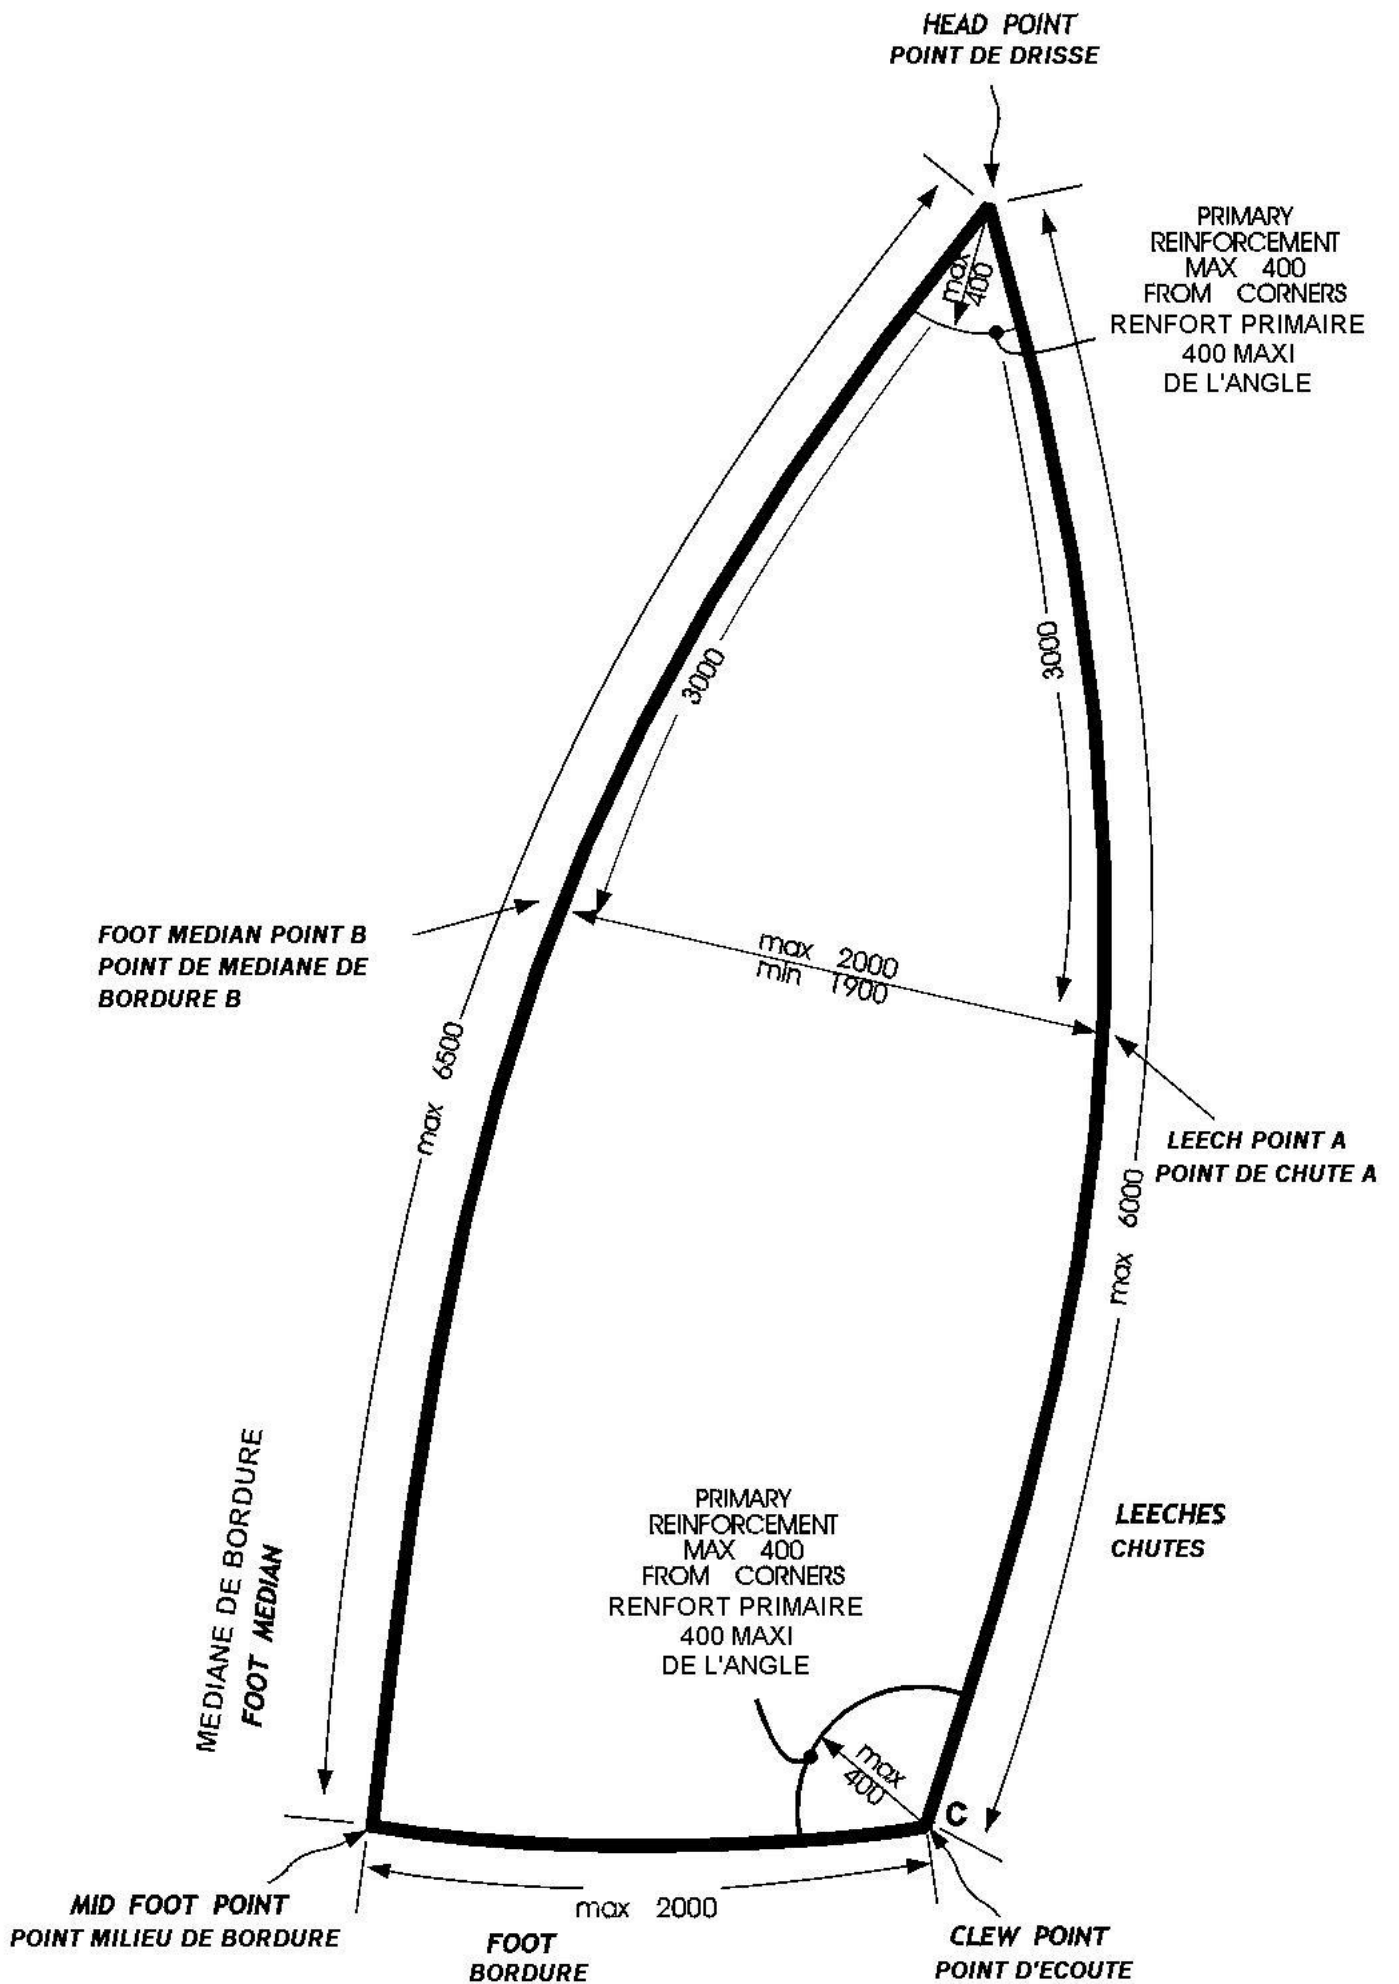 HEAD POINT
POINT DE DRISSE
PRIMARY
REINFORCEMENT
MAX 400
FROM CORNERS
RENFORT PRIMAIRE
400 MAXI
DE L'ANGLE
max
400
3000
3000
FOOT MEDIAN POINT B
POINT DE MEDIANE DE
BORDURE B
max 2000
min 1900
max 6500
LEECH POINT A
POINT DE CHUTE A
max 6000
MEDIANE DE BORDURE
FOOT MEDIAN
PRIMARY
REINFORCEMENT
MAX 400
FROM CORNERS
RENFORT PRIMAIRE
400 MAXI
DE L'ANGLE
LEECHES
CHUTES
max
400
C
MID FOOT POINT
POINT MILIEU DE BORDURE
max 2000
FOOT
BORDURE
CLEW POINT
POINT D'ECOUTE